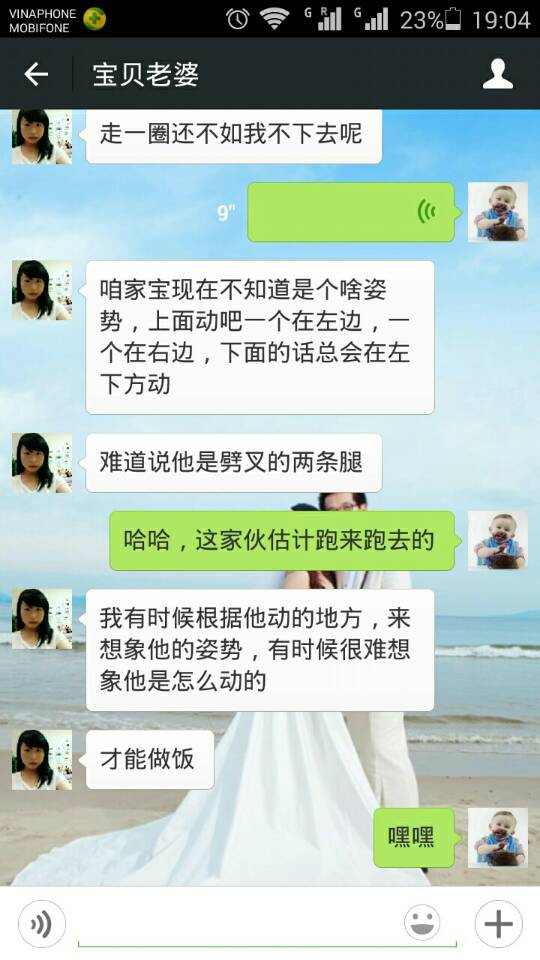 VINAPHONE
MOBIFONE
G R G 23% 19:04
宝贝老婆
走一圈还不如我不下去呢
9"
咱家宝现在不知道是个啥姿
势，上面动吧一个在左边，一
个在右边，下面的话总会在左
下方动
难道说他是劈叉的两条腿
哈哈，这家伙估计跑来跑去的
我有时候根据他动的地方，来
想象他的姿势，有时候很难想
象他是怎么动的
才能做饭
嘿嘿